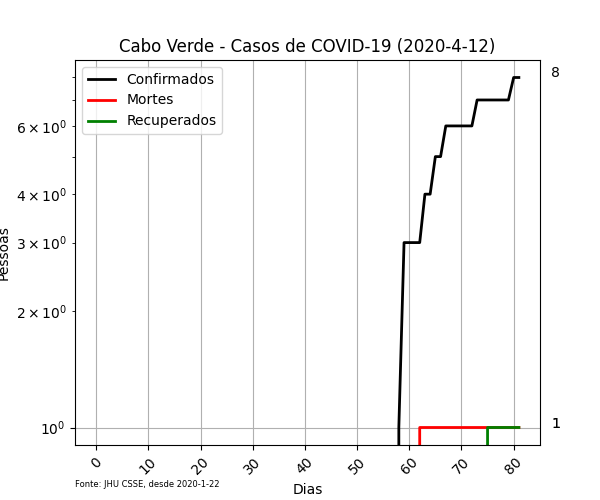 Cabo Verde - Casos de COVID-19 (2020-4-12)
Confirmados
Mortes
Recuperados
8
6 × 10⁰
4 × 10⁰
3 × 10⁰
2 × 10⁰
10⁰
1
Pessoas
0 10 20 30 40 50 60 70 80
Fonte: JHU CSSE, desde 2020-1-22
Dias